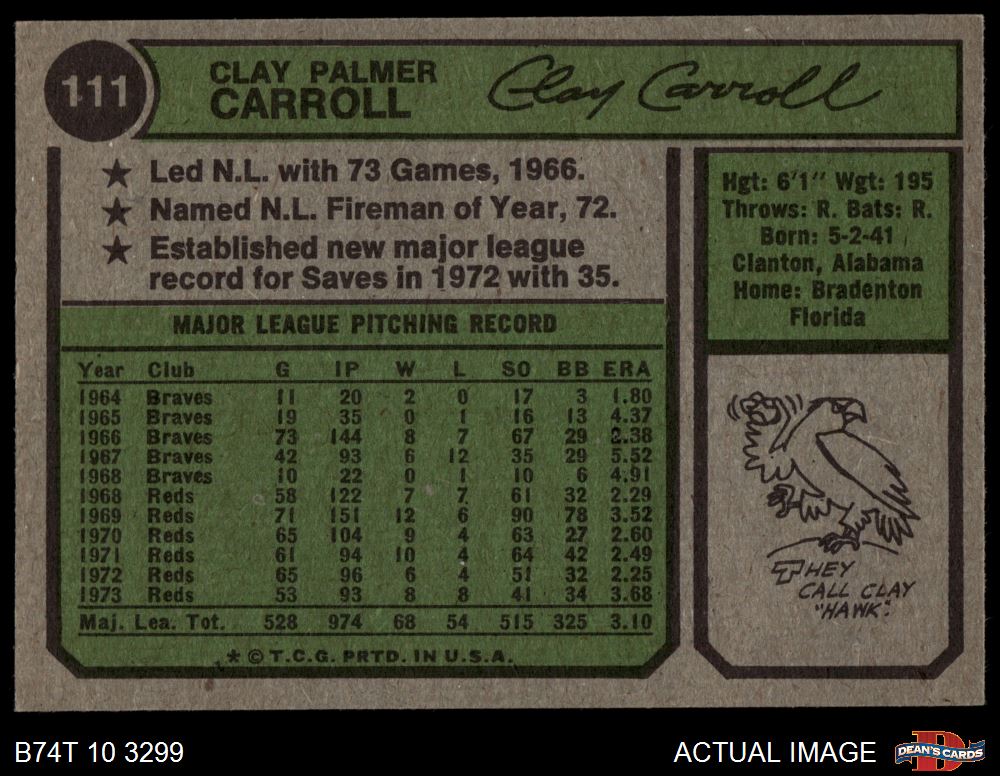 111
CLAY PALMER
CARROLL
Clay Carroll
★ Led N.L. with 73 Games, 1966.
★ Named N.L. Fireman of Year, 72.
★ Established new major league
record for Saves in 1972 with 35.
Hgt: 6'1" Wgt: 195
Throws: R. Bats: R.
Born: 5-2-41
Clanton, Alabama
Home: Bradenton
Florida
MAJOR LEAGUE PITCHING RECORD
Year Club G IP W L SO BB ERA
1964 Braves 11 20 2 0 17 3 1.80
1965 Braves 19 35 0 1 16 13 4.37
1966 Braves 73 144 8 7 67 29 2.38
1967 Braves 42 93 6 12 35 29 5.52
1968 Braves 10 22 0 1 10 6 4.91
1968 Reds 58 122 7 7 61 32 2.29
1969 Reds 71 151 12 6 90 78 3.52
1970 Reds 65 104 9 4 63 27 2.60
1971 Reds 61 94 10 4 64 42 2.49
1972 Reds 65 96 6 4 51 32 2.25
1973 Reds 53 93 8 8 41 34 3.68
Maj. Lea. Tot. 528 974 68 54 515 325 3.10
* © T.C.G. PRTD. IN U.S.A.
THEY
CALL CLAY
"HAWK".
B74T 10 3299
ACTUAL IMAGE
DEAN'S CARDS